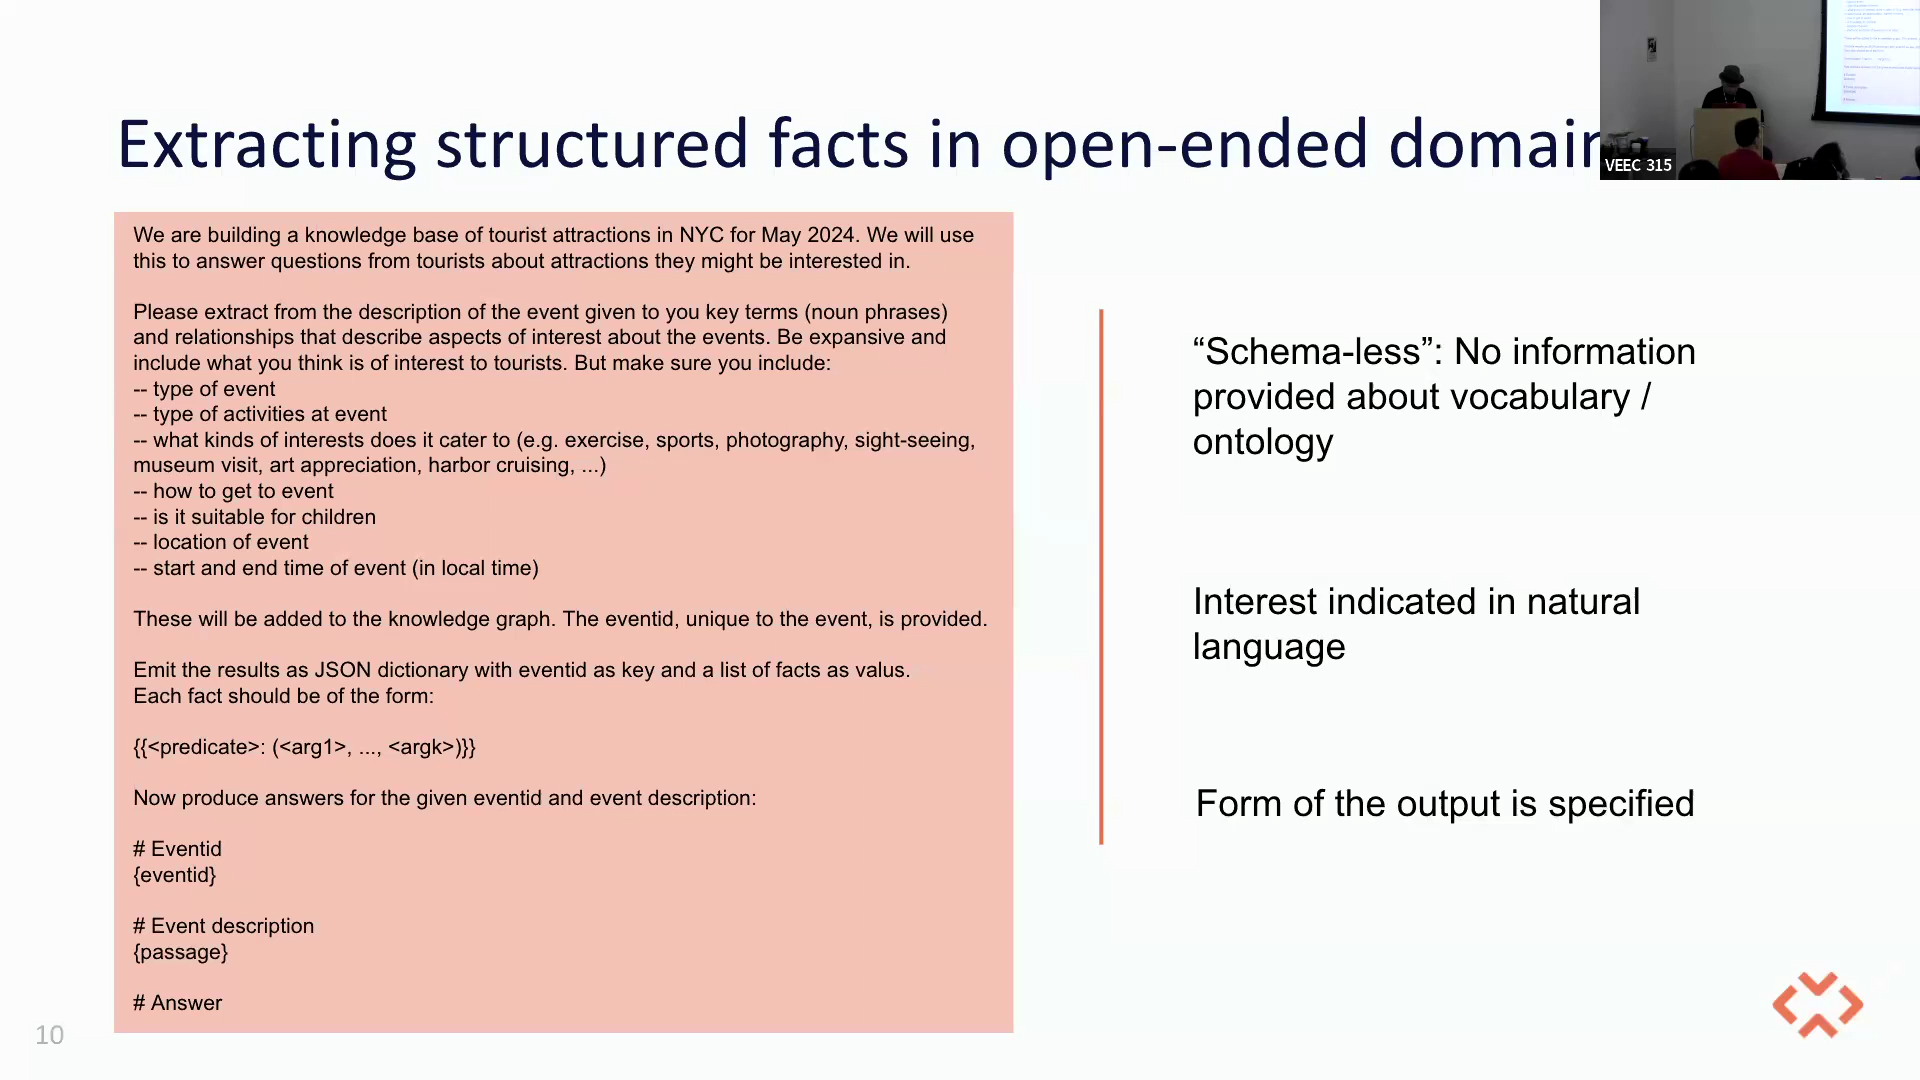 Extracting structured facts in open-ended domain
VEEC 315
We are building a knowledge base of tourist attractions in NYC for May 2024. We will use
this to answer questions from tourists about attractions they might be interested in.
Please extract from the description of the event given to you key terms (noun phrases)
and relationships that describe aspects of interest about the events. Be expansive and
include what you think is of interest to tourists. But make sure you include:
-- type of event
-- type of activities at event
-- what kinds of interests does it cater to (e.g. exercise, sports, photography, sight-seeing,
museum visit, art appreciation, harbor cruising, ...)
-- how to get to event
-- is it suitable for children
-- location of event
-- start and end time of event (in local time)
These will be added to the knowledge graph. The eventid, unique to the event, is provided.
Emit the results as JSON dictionary with eventid as key and a list of facts as valus.
Each fact should be of the form:
{{<predicate>: (<arg1>, ..., <argk>)}}
Now produce answers for the given eventid and event description:
# Eventid
{eventid}
# Event description
{passage}
# Answer
“Schema-less”: No information
provided about vocabulary /
ontology
Interest indicated in natural
language
Form of the output is specified
10